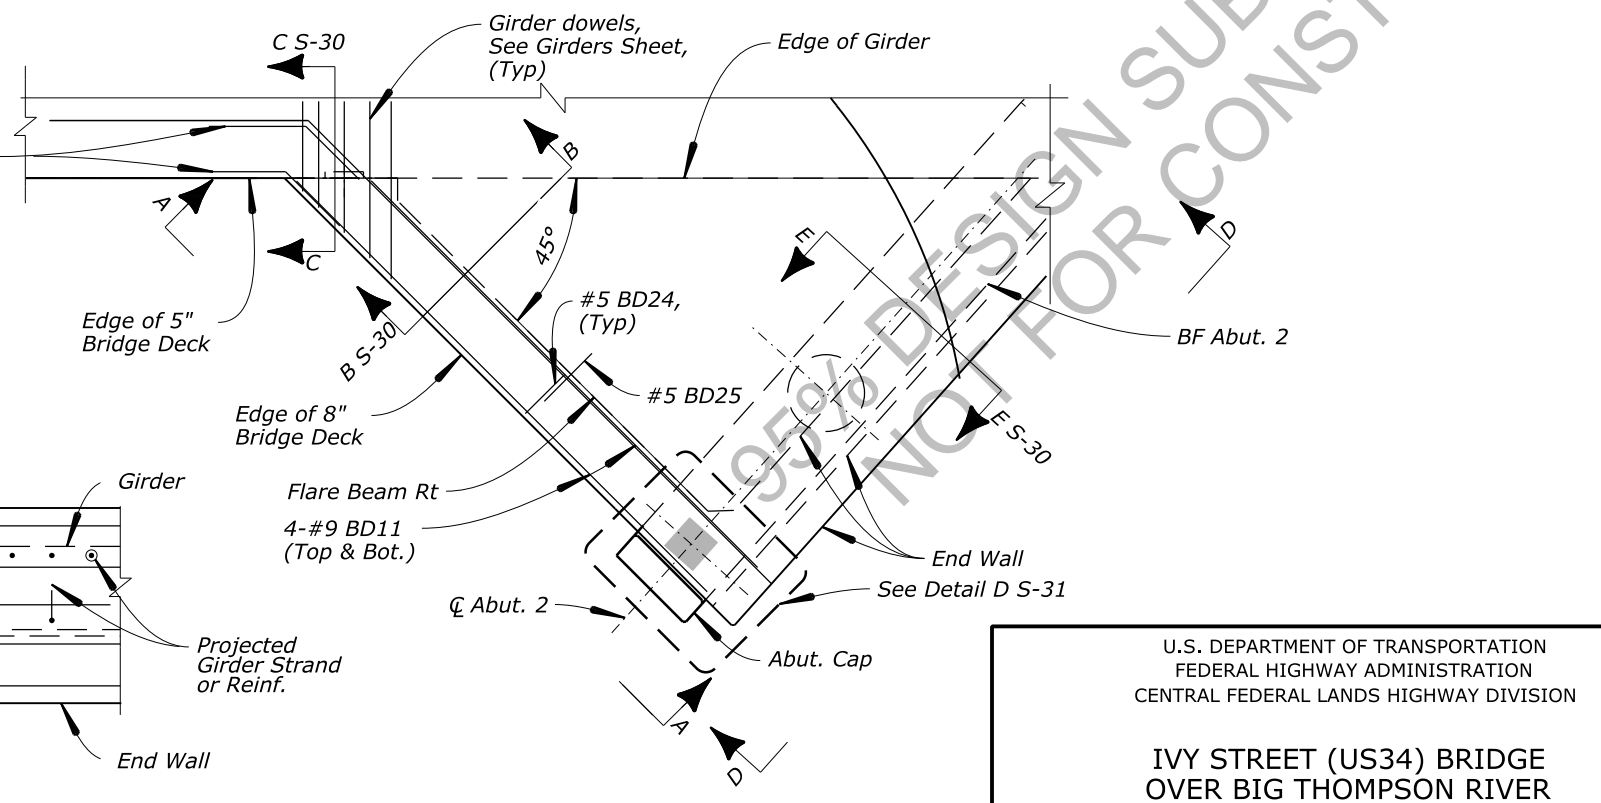 C S-30
Girder dowels,
See Girders Sheet,
(Typ)
Edge of Girder
B
A
C
45°
E
D
Edge of 5"
Bridge Deck
#5 BD24,
(Typ)
B S-30
BF Abut. 2
#5 BD25
Edge of 8"
Bridge Deck
E S-30
Girder
Flare Beam Rt
4-#9 BD11
(Top & Bot.)
End Wall
See Detail D S-31
℄ Abut. 2
Projected
Girder Strand
or Reinf.
Abut. Cap
A
D
End Wall
95% DESIGN SUB
NOT FOR CONST
U.S. DEPARTMENT OF TRANSPORTATION
FEDERAL HIGHWAY ADMINISTRATION
CENTRAL FEDERAL LANDS HIGHWAY DIVISION
IVY STREET (US34) BRIDGE
OVER BIG THOMPSON RIVER